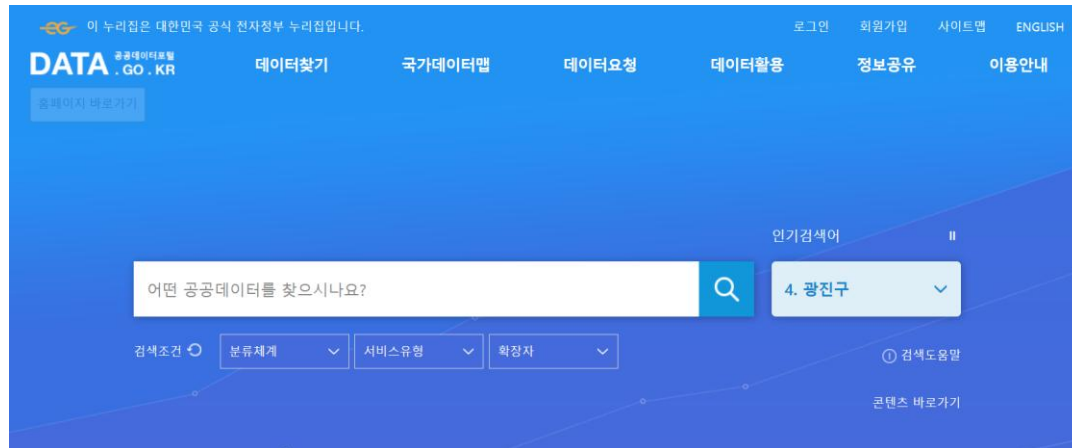 이 누리집은 대한민국 공식 전자정부 누리집입니다.
로그인 회원가입 사이트맵 ENGLISH
DATA 공공데이터포털 .GO.KR
데이터찾기 국가데이터맵 데이터요청 데이터활용 정보공유 이용안내
홈페이지 바로가기
인기검색어
어떤 공공데이터를 찾으시나요?
4. 광진구
검색조건 분류체계 서비스유형 확장자
검색도움말
콘텐츠 바로가기